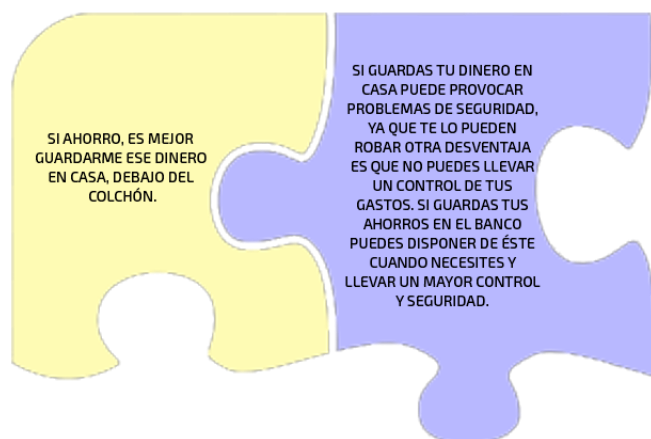 SI AHORRO, ES MEJOR
GUARDARME ESE DINERO
EN CASA, DEBAJO DEL
COLCHÓN.
SI GUARDAS TU DINERO EN
CASA PUEDE PROVOCAR
PROBLEMAS DE SEGURIDAD,
YA QUE TE LO PUEDEN
ROBAR OTRA DESVENTAJA
ES QUE NO PUEDES LLEVAR
UN CONTROL DE TUS
GASTOS. SI GUARDAS TUS
AHORROS EN EL BANCO
PUEDES DISPONER DE ÉSTE
CUANDO NECESITES Y
LLEVAR UN MAYOR CONTROL
Y SEGURIDAD.